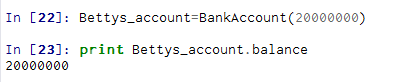 In [22]: Bettys_account=BankAccount(20000000)
In [23]: print Bettys_account.balance
20000000